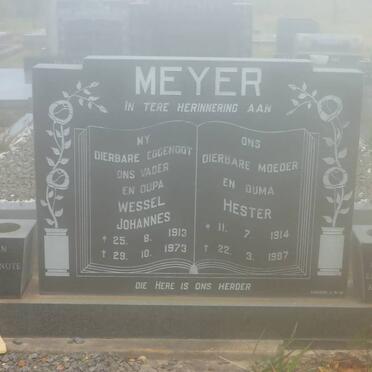 MEYER
IN TERE HERINNERING AAN
MY
DIERBARE EGGENOOT
ONS VADER
EN OUPA
WESSEL
JOHANNES
* 25. 8. 1913
† 29. 10. 1973
ONS
DIERBARE MOEDER
EN OUMA
HESTER
* 11. 7. 1914
† 22. 3. 1987
DIE HERE IS ONS HERDER